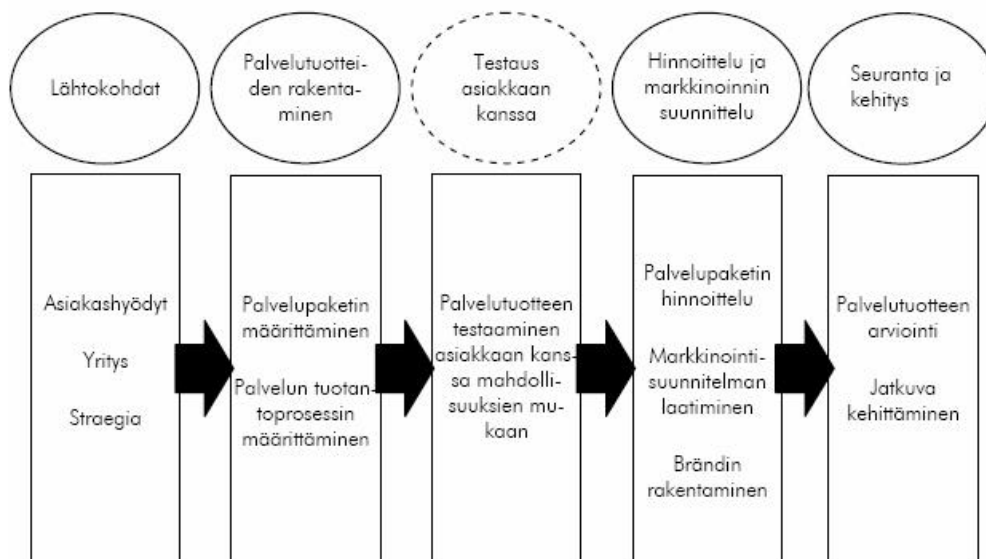 Lähtokohdat
Palvelutuottei-
den rakenta-
minen
Testaus
asiakkaan
kanssa
Hinnoittelu ja
markkinoinnin
suunnittelu
Seuranta ja
kehitys
Asiakashyödyt
Yritys
Straegia
Palvelupaketin
määrittäminen
Palvelun tuotan-
toprosessin
määrittäminen
Palvelutuotteen
testaaminen
asiakkaan kans-
sa mahdolli-
suuksien mu-
kaan
Palvelupaketin
hinnoittelu
Markkinointi-
suunnitelman
laatiminen
Brändin
rakentaminen
Palvelutuotteen
arviointi
Jatkuva
kehittäminen